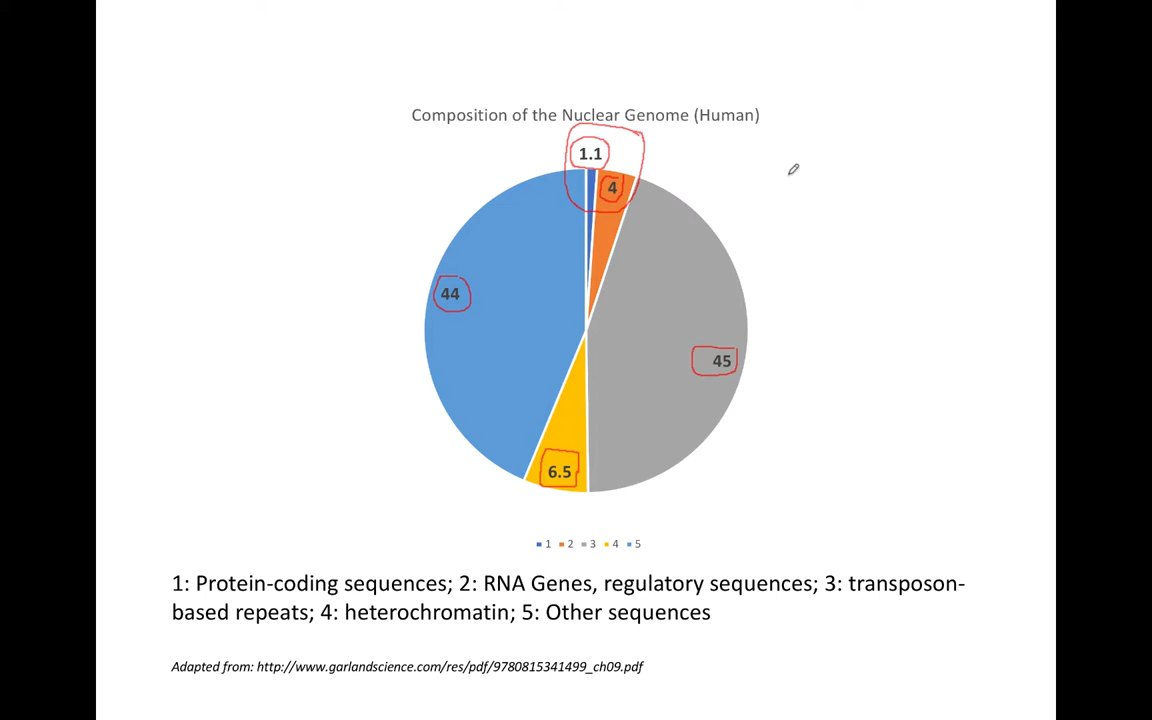 Composition of the Nuclear Genome (Human)
1.1
4
44
45
6.5
1 2 3 4 5
1: Protein-coding sequences; 2: RNA Genes, regulatory sequences; 3: transposon-
based repeats; 4: heterochromatin; 5: Other sequences
Adapted from: http://www.garlandscience.com/res/pdf/9780815341499_ch09.pdf